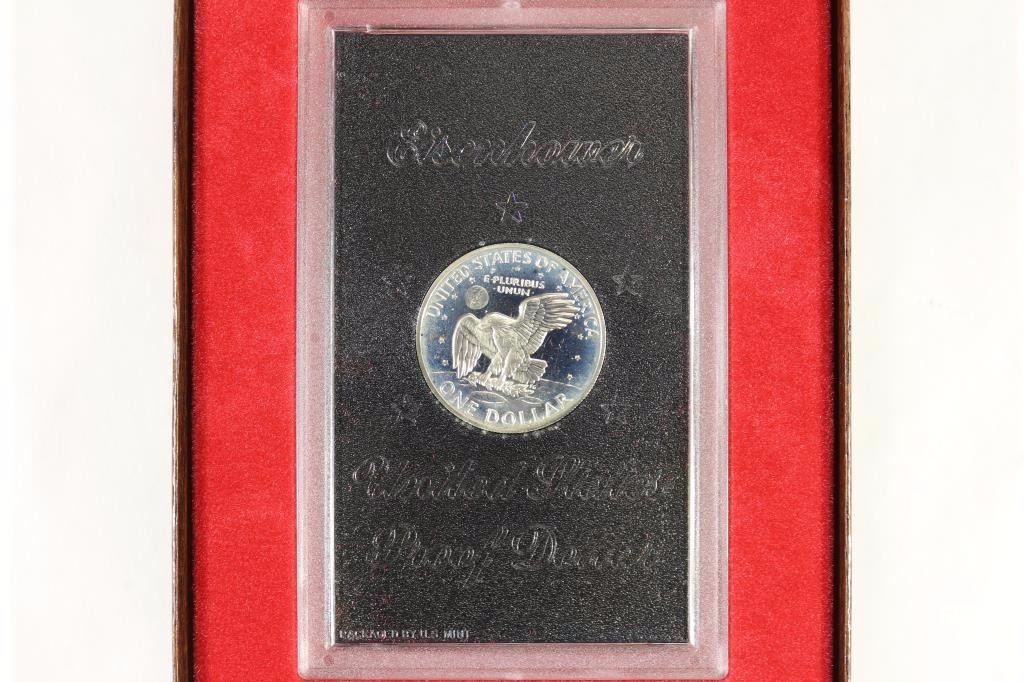 Eisenhower
UNITED STATES OF AMERICA
E·PLURIBUS
·UNUM·
ONE DOLLAR
United States
Proof Dollar
PACKAGED BY U.S. MINT